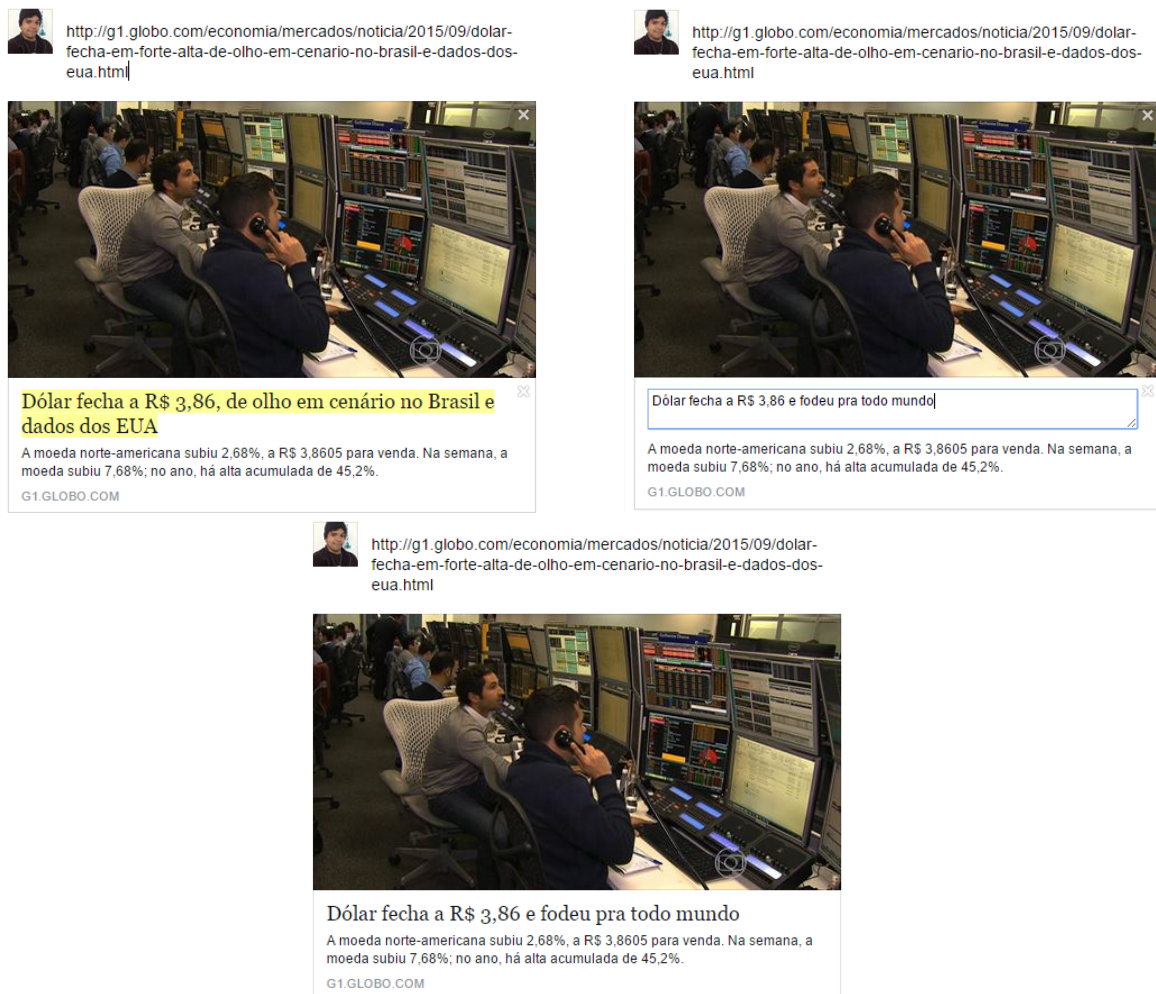 http://g1.globo.com/economia/mercados/noticia/2015/09/dolar-
fecha-em-forte-alta-de-olho-em-cenario-no-brasil-e-dados-dos-
eua.html
Dólar fecha a R$ 3,86, de olho em cenário no Brasil e
dados dos EUA
A moeda norte-americana subiu 2,68%, a R$ 3,8605 para venda. Na semana, a
moeda subiu 7,68%; no ano, há alta acumulada de 45,2%.
G1.GLOBO.COM
http://g1.globo.com/economia/mercados/noticia/2015/09/dolar-
fecha-em-forte-alta-de-olho-em-cenario-no-brasil-e-dados-dos-
eua.html
Dólar fecha a R$ 3,86 e fodeu pra todo mundo
A moeda norte-americana subiu 2,68%, a R$ 3,8605 para venda. Na semana, a
moeda subiu 7,68%; no ano, há alta acumulada de 45,2%.
G1.GLOBO.COM
http://g1.globo.com/economia/mercados/noticia/2015/09/dolar-
fecha-em-forte-alta-de-olho-em-cenario-no-brasil-e-dados-dos-
eua.html
Dólar fecha a R$ 3,86 e fodeu pra todo mundo
A moeda norte-americana subiu 2,68%, a R$ 3,8605 para venda. Na semana, a
moeda subiu 7,68%; no ano, há alta acumulada de 45,2%.
G1.GLOBO.COM